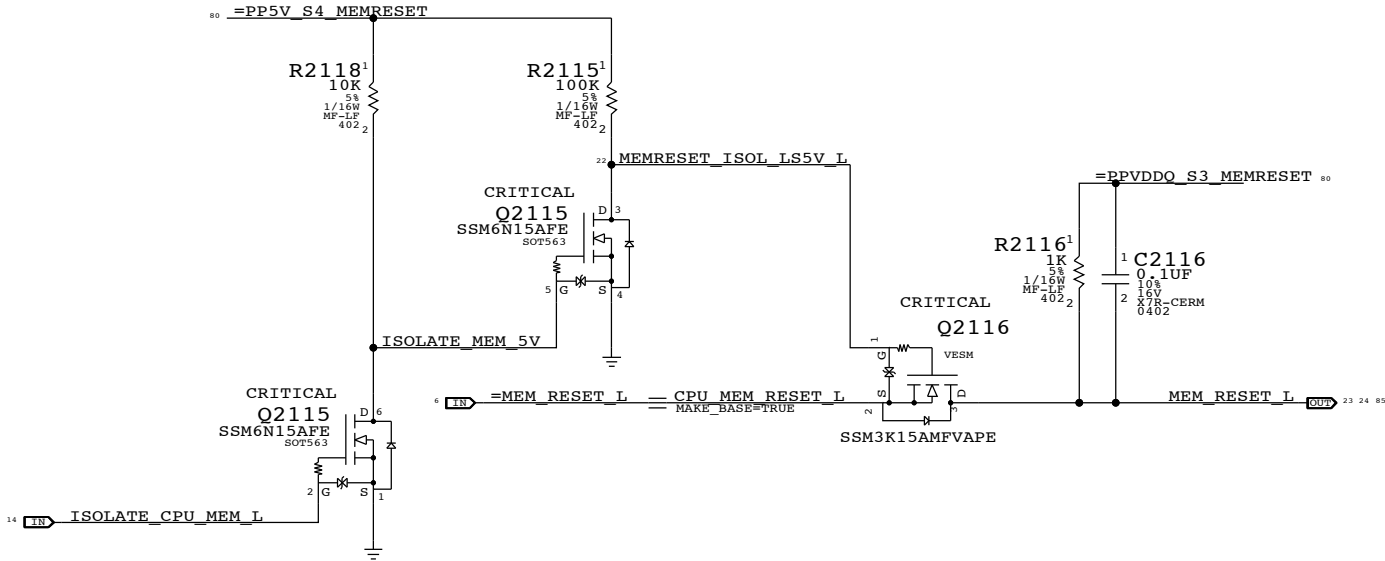 80 =PP5V_S4_MEMRESET
R2118 1
10K
5%
1/16W
MF-LF
402 2
R2115 1
100K
5%
1/16W
MF-LF
402 2
22 MEMRESET_ISOL_LS5V_L
CRITICAL
Q2115
SSM6N15AFE
SOT563
D 3
5 G S 4
=PPVDDQ_S3_MEMRESET 80
R2116 1
1K
5%
1/16W
MF-LF
402 2
1 C2116
0.1UF
10%
2 16V
X7R-CERM
0402
CRITICAL
Q2116
VESM
1
G
S
D
2
3
SSM3K15AMFVAPE
ISOLATE_MEM_5V
6 IN =MEM_RESET_L CPU_MEM_RESET_L
MAKE_BASE=TRUE
MEM_RESET_L OUT 23 24 85
CRITICAL
Q2115
SSM6N15AFE
SOT563
D 6
2 G S 1
14 IN ISOLATE_CPU_MEM_L